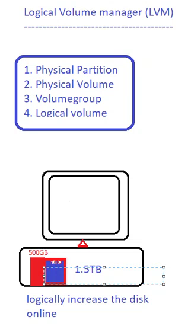 Logical Volume manager (LVM)
1. Physical Partition
2. Physical Volume
3. Volumegroup
4. Logical volume
500GB
1.5TB
logically increase the disk
online